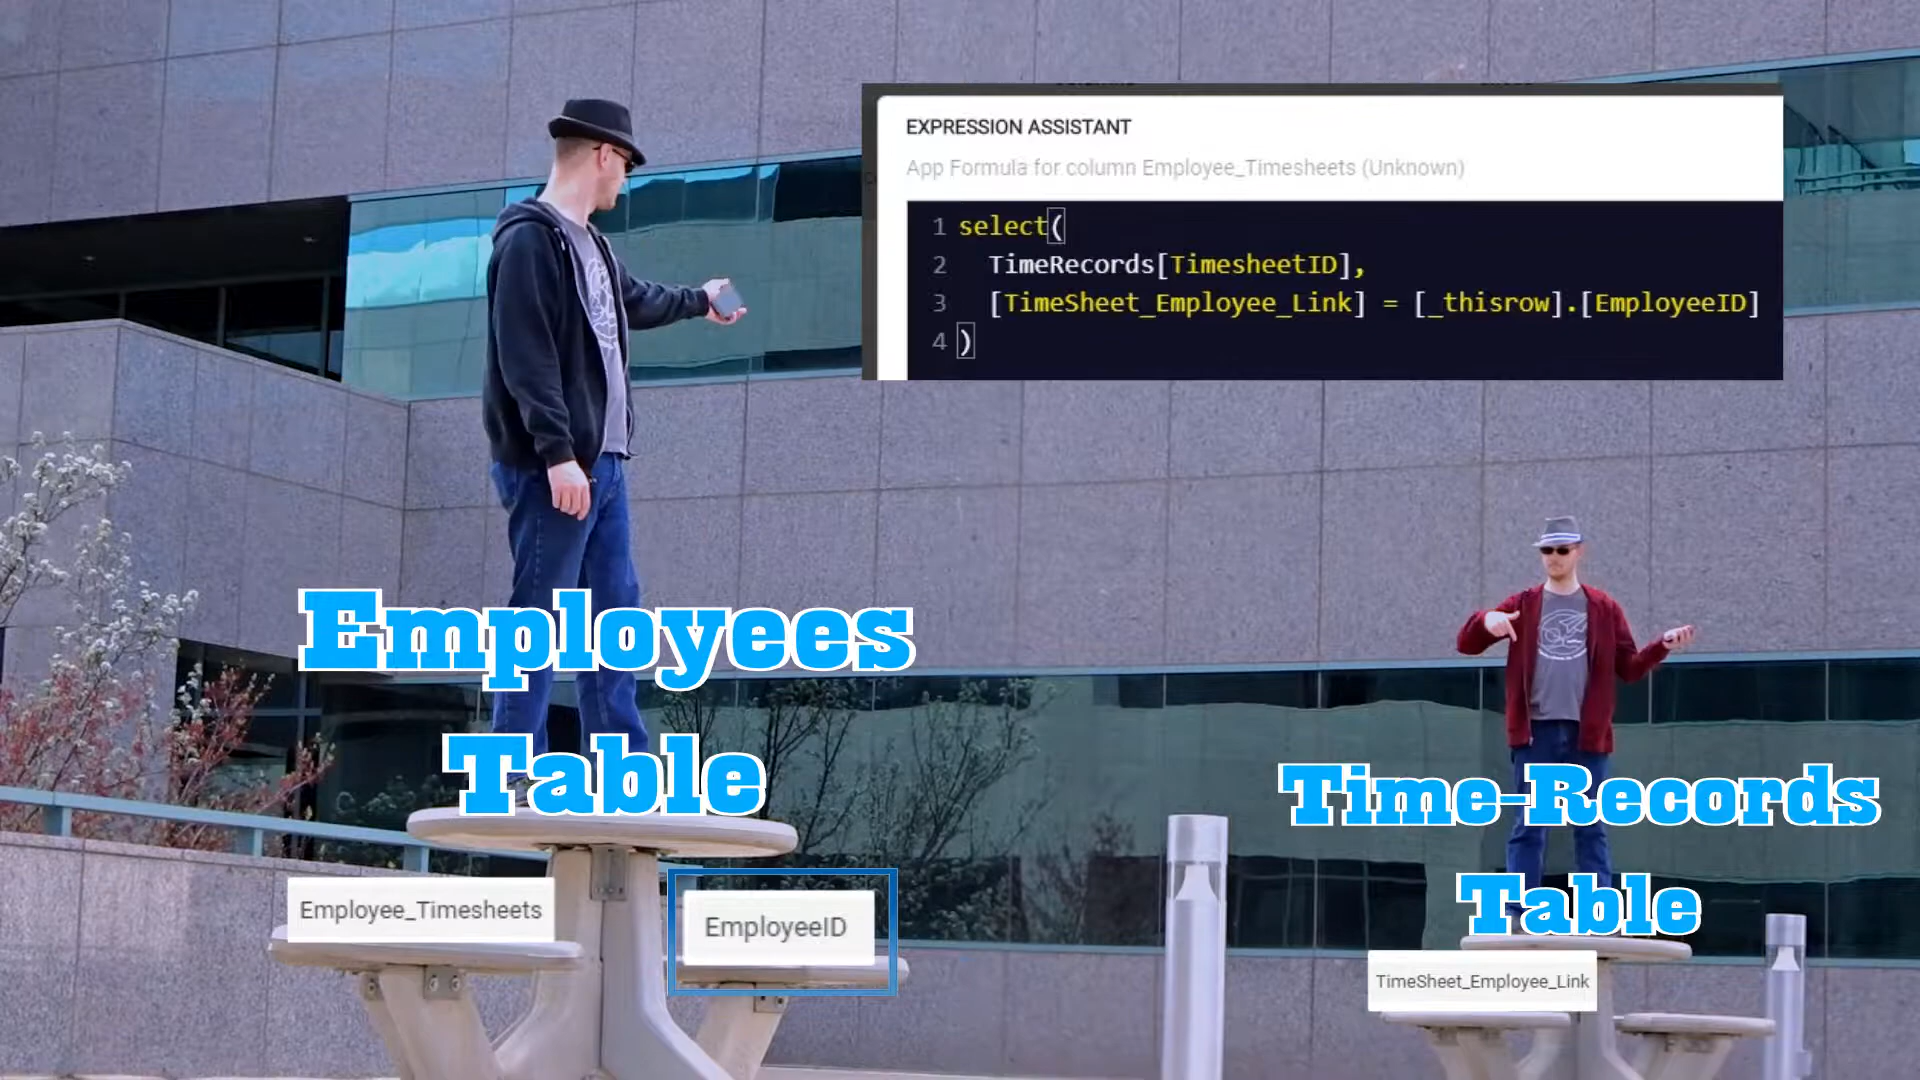 EXPRESSION ASSISTANT
App Formula for column Employee_Timesheets (Unknown)
1 select(
2 TimeRecords[TimesheetID],
3 [TimeSheet_Employee_Link] = [_thisrow].[EmployeeID]
4 )
Employees
Table
Employee_Timesheets
EmployeeID
Time-Records
Table
TimeSheet_Employee_Link